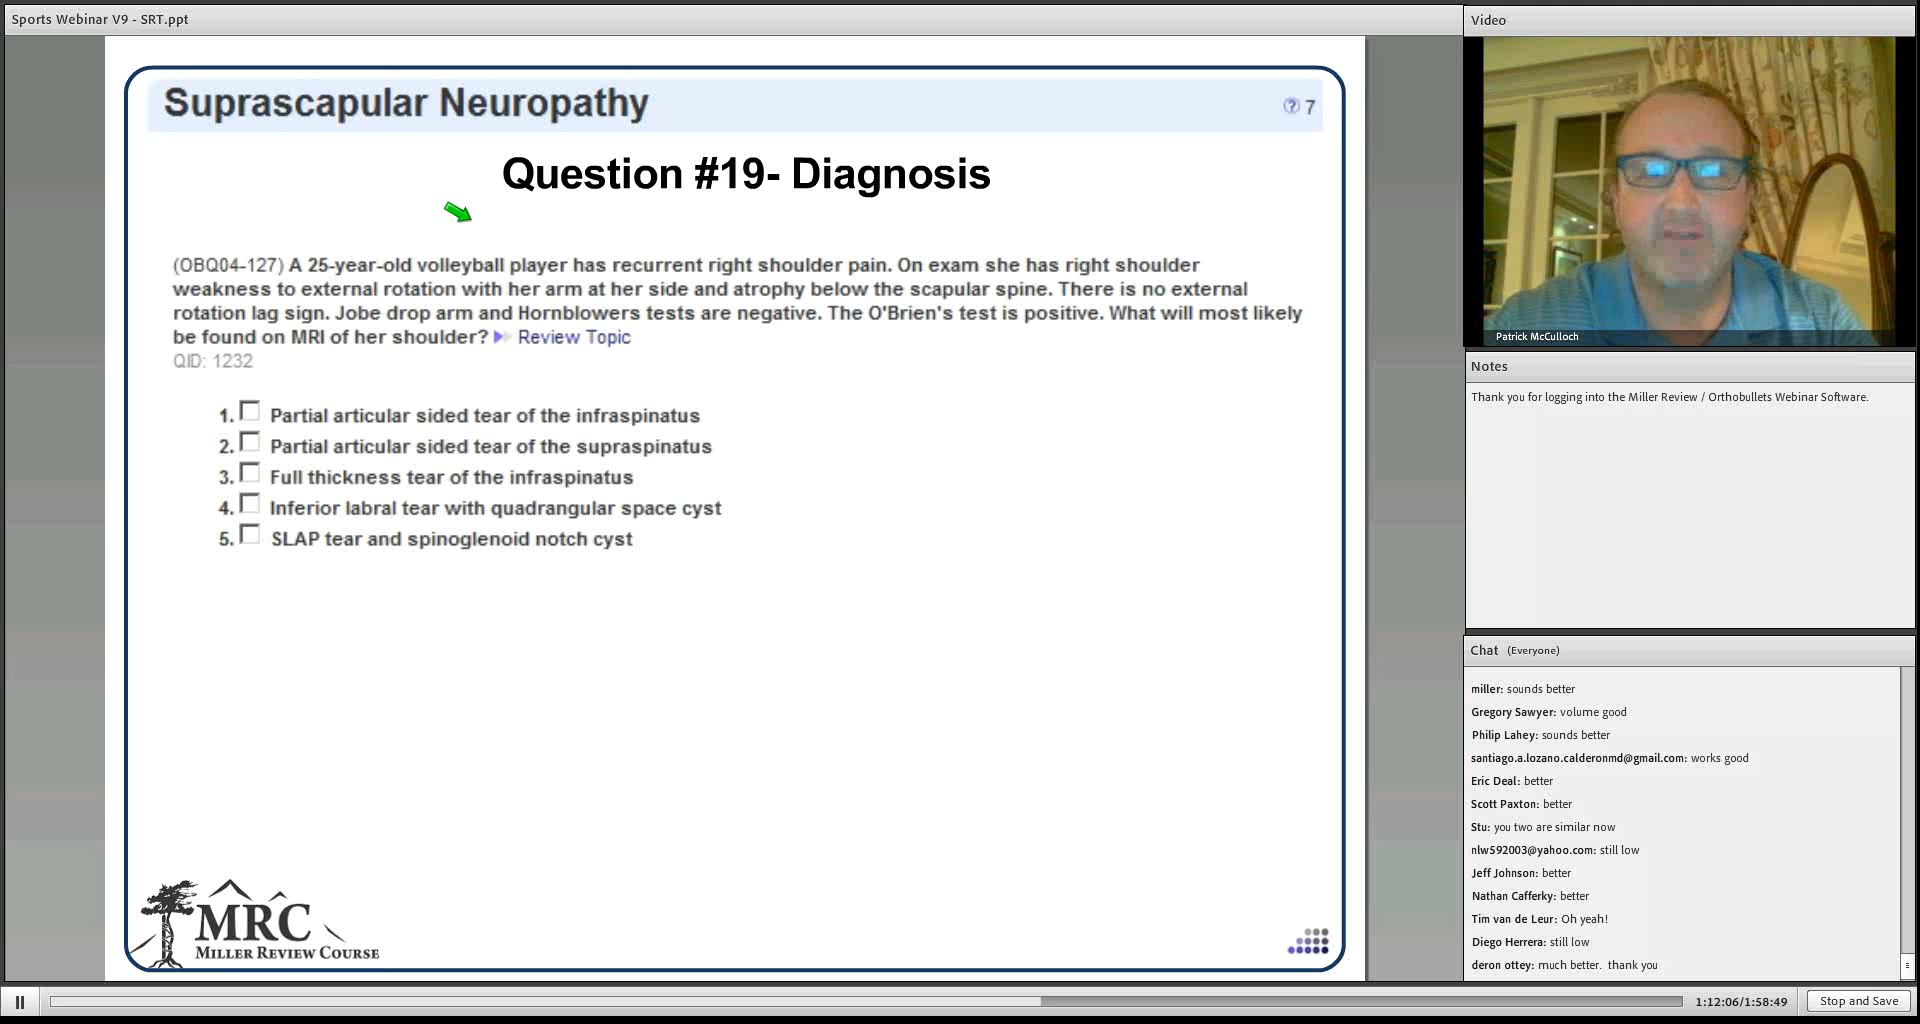 Sports Webinar V9 - SRT.ppt
Suprascapular Neuropathy
? 7
Question #19- Diagnosis
(OBQ04-127) A 25-year-old volleyball player has recurrent right shoulder pain. On exam she has right shoulder
weakness to external rotation with her arm at her side and atrophy below the scapular spine. There is no external
rotation lag sign. Jobe drop arm and Hornblowers tests are negative. The O'Brien's test is positive. What will most likely
be found on MRI of her shoulder? Review Topic
QID: 1232
1. Partial articular sided tear of the infraspinatus
2. Partial articular sided tear of the supraspinatus
3. Full thickness tear of the infraspinatus
4. Inferior labral tear with quadrangular space cyst
5. SLAP tear and spinoglenoid notch cyst
MRC
MILLER REVIEW COURSE
Video
Patrick McCulloch
Notes
Thank you for logging into the Miller Review / Orthobullets Webinar Software.
Chat (Everyone)
miller: sounds better
Gregory Sawyer: volume good
Philip Lahey: sounds better
santiago.a.lozano.calderonmd@gmail.com: works good
Eric Deal: better
Scott Paxton: better
Stu: you two are similar now
nlw592003@yahoo.com: still low
Jeff Johnson: better
Nathan Cafferky: better
Tim van de Leur: Oh yeah!
Diego Herrera: still low
deron ottey: much better. thank you
1:12:06/1:58:49
Stop and Save